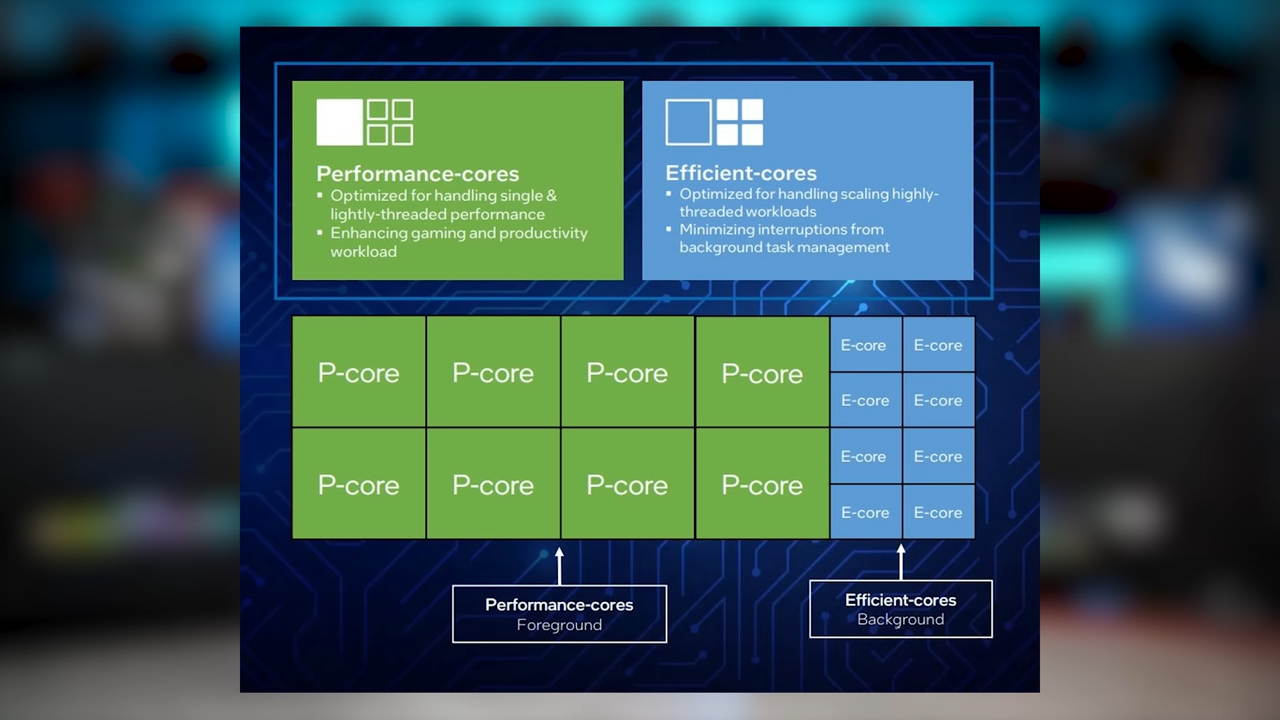 Performance-cores
▪ Optimized for handling single &
lightly-threaded performance
▪ Enhancing gaming and productivity
workload
Efficient-cores
▪ Optimized for handling scaling highly-
threaded workloads
▪ Minimizing interruptions from
background task management
P-core P-core P-core P-core
E-core E-core
E-core E-core
P-core P-core P-core P-core
E-core E-core
E-core E-core
Performance-cores
Foreground
Efficient-cores
Background